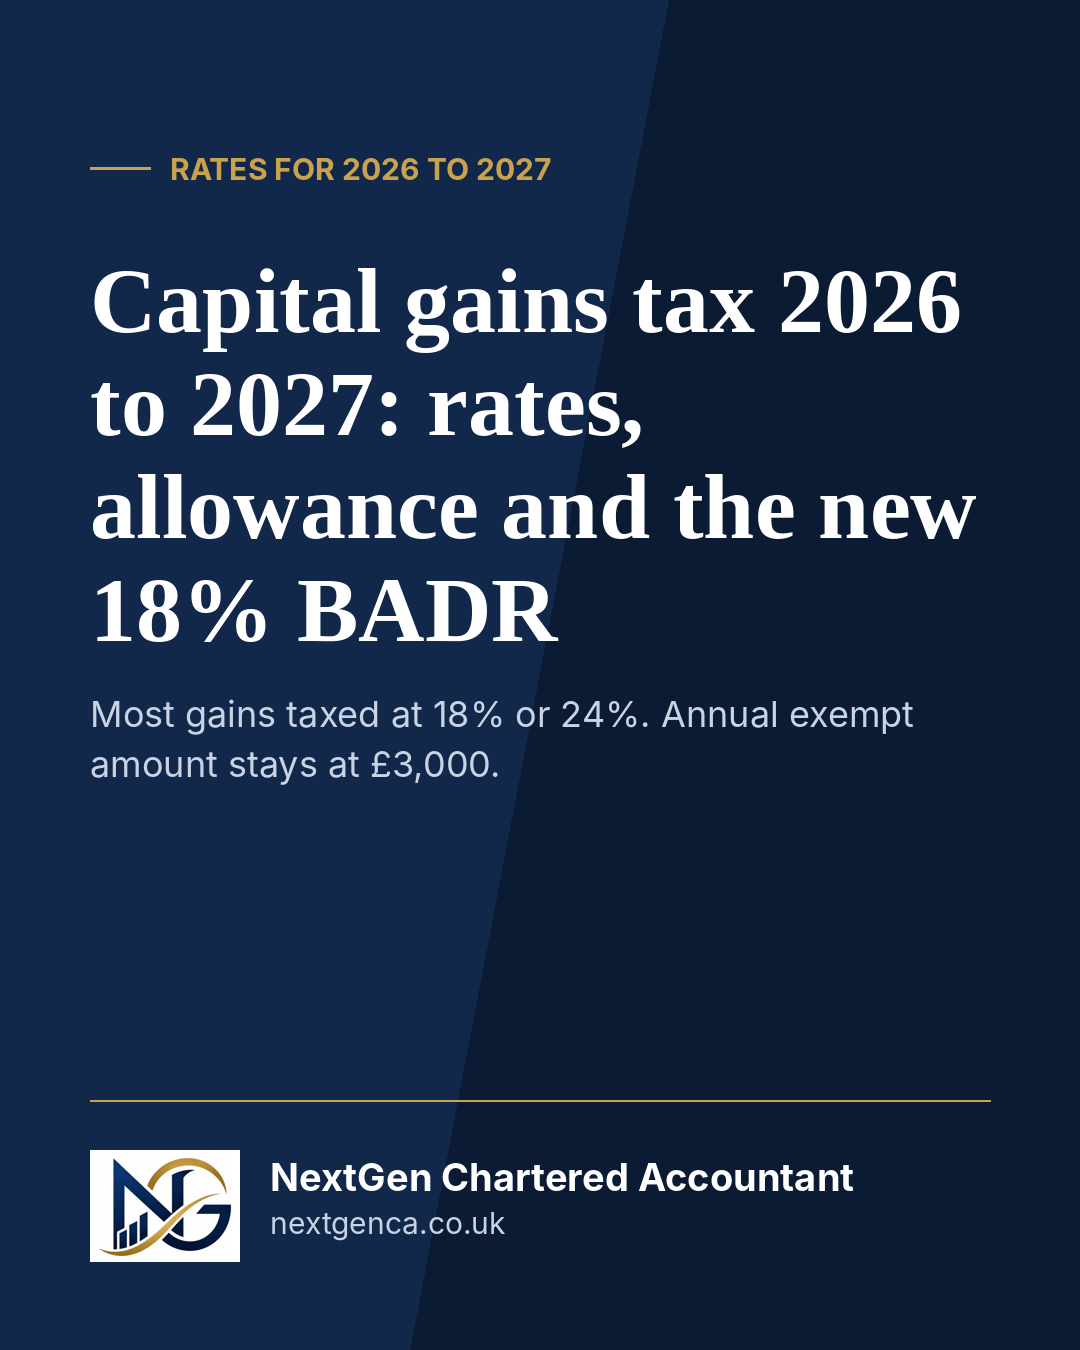 RATES FOR 2026 TO 2027
Capital gains tax 2026
to 2027: rates,
allowance and the new
18% BADR
Most gains taxed at 18% or 24%. Annual exempt
amount stays at £3,000.
NG
NextGen Chartered Accountant
nextgenca.co.uk